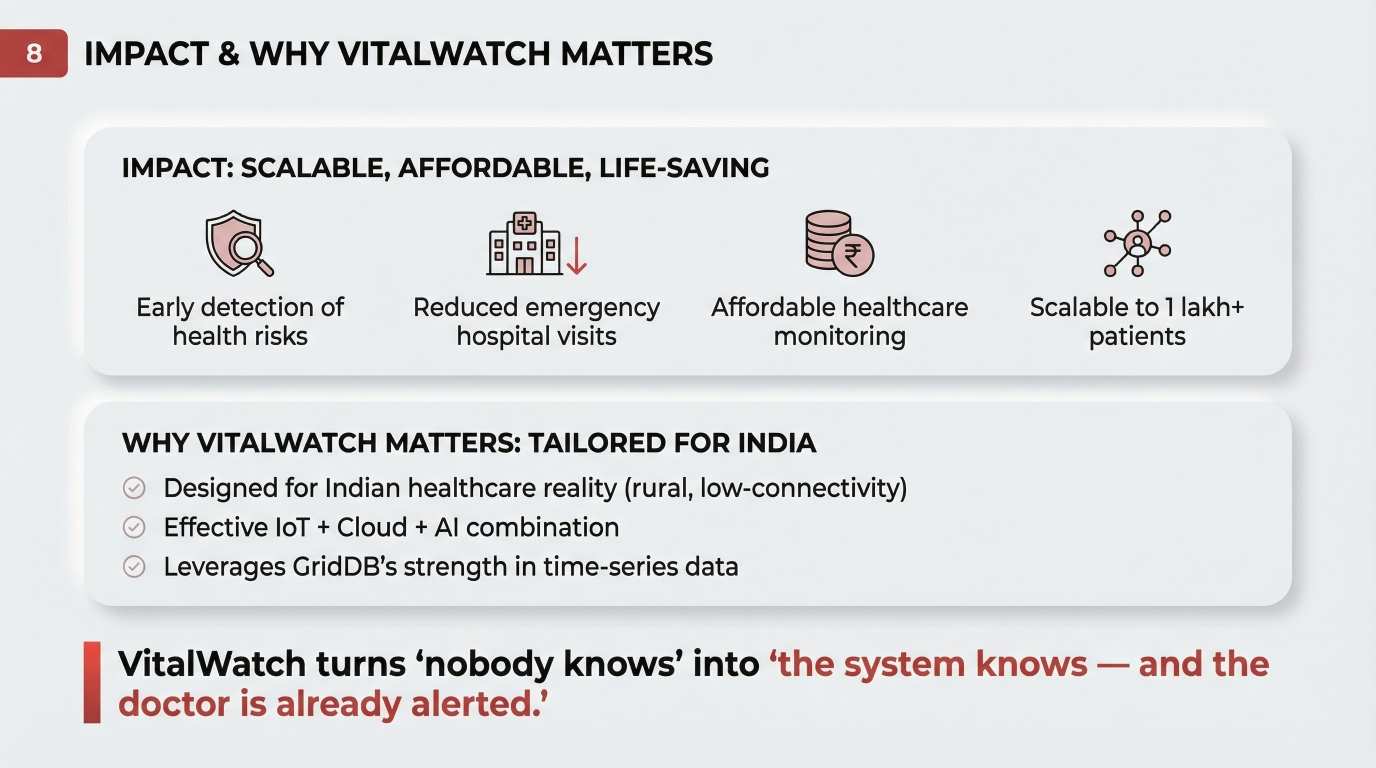 8
IMPACT & WHY VITALWATCH MATTERS
IMPACT: SCALABLE, AFFORDABLE, LIFE-SAVING
₹
Early detection of
health risks
Reduced emergency
hospital visits
Affordable healthcare
monitoring
Scalable to 1 lakh+
patients
WHY VITALWATCH MATTERS: TAILORED FOR INDIA
Designed for Indian healthcare reality (rural, low-connectivity)
Effective IoT + Cloud + AI combination
Leverages GridDB’s strength in time-series data
VitalWatch turns ‘nobody knows’ into ‘the system knows — and the
doctor is already alerted.’